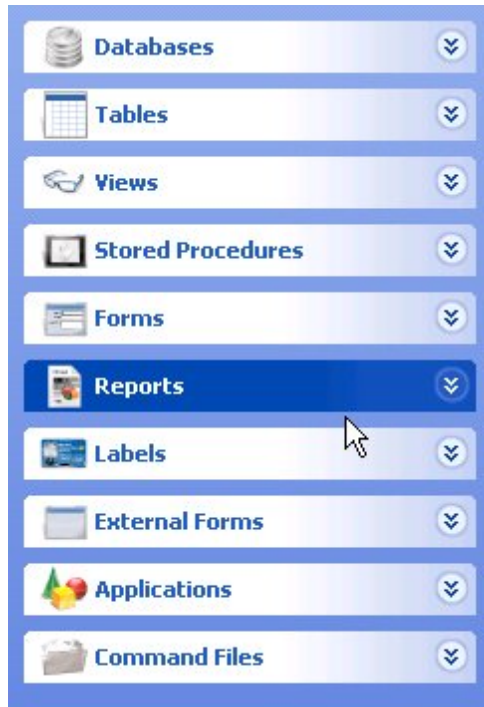 Databases
Tables
Views
Stored Procedures
Forms
Reports
Labels
External Forms
Applications
Command Files